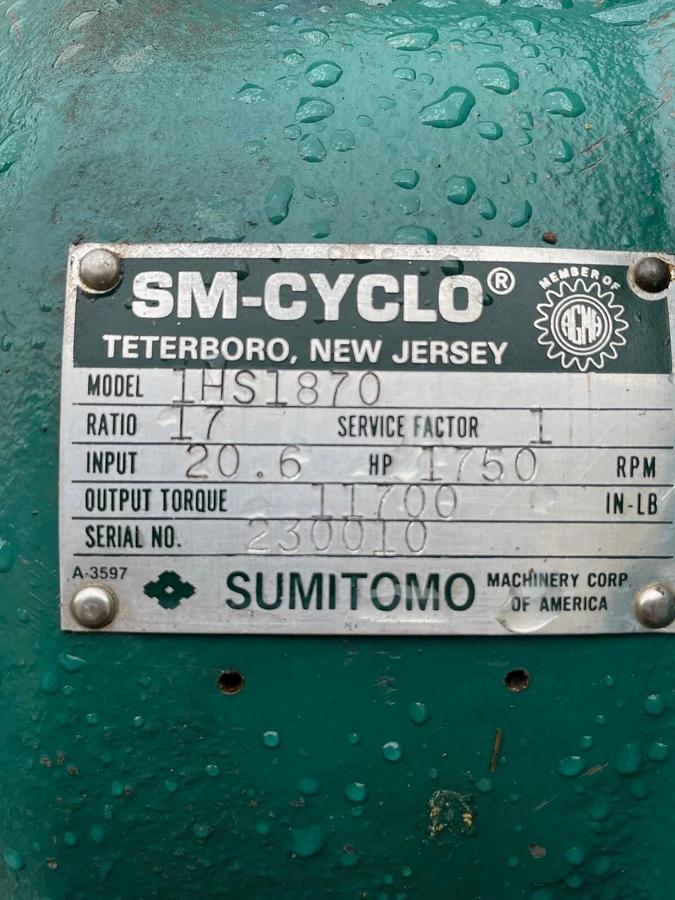 SM-CYCLO®
MEMBER OF
AGMA
TETERBORO, NEW JERSEY
MODEL 1HS1870
RATIO 17 SERVICE FACTOR 1
INPUT 20.6 HP 1750 RPM
OUTPUT TORQUE 11700 IN-LB
SERIAL NO. 230010
A-3597
SUMITOMO MACHINERY CORP.
OF AMERICA